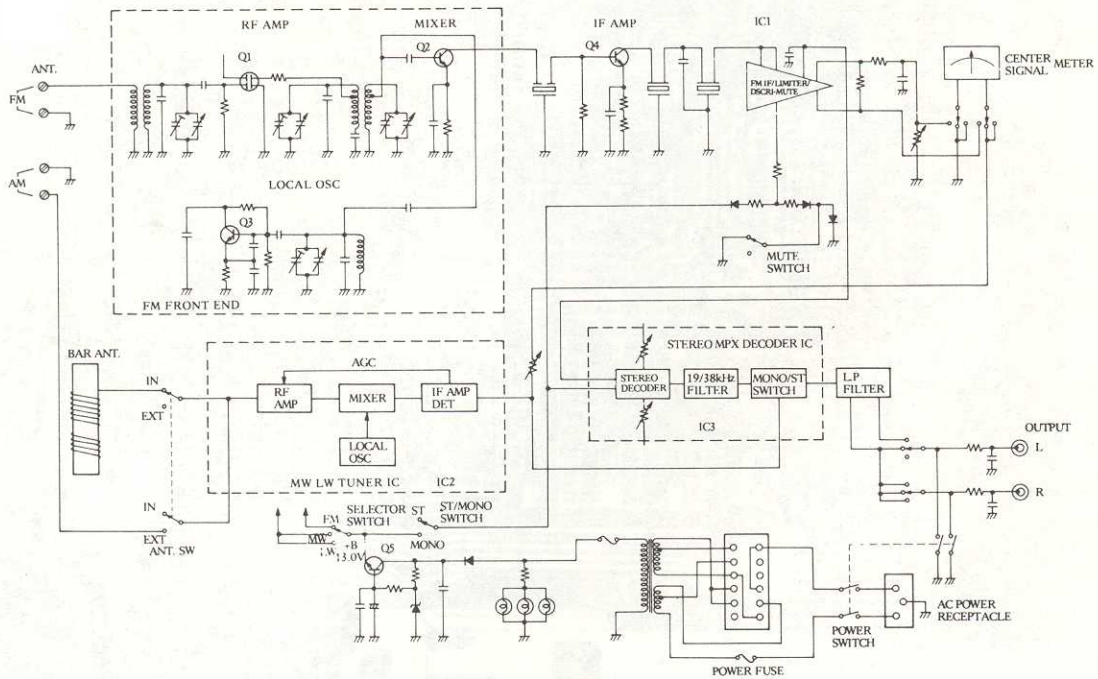 RF AMP
MIXER
IF AMP
IC1
Q1
Q2
Q4
ANT.
FM
AM
FM IF/LIMITER/
DSCRI-MUTE
CENTER
SIGNAL METER
LOCAL OSC
Q3
MUTE
SWITCH
FM FRONT END
BAR ANT.
IN
EXT
AGC
RF
AMP
MIXER
IF AMP
DET
LOCAL
OSC
MW LW TUNER IC
IC2
STEREO MPX DECODER IC
STEREO
DECODER
19/38kHz
FILTER
MONO/ST
SWITCH
IC3
L.P
FILTER
OUTPUT
L
R
IN
EXT
ANT. SW
FM
MW
LW
SELECTOR
SWITCH
ST
ST/MONO
SWITCH
MONO
+B
13.0V
Q5
POWER FUSE
POWER
SWITCH
AC POWER
RECEPTACLE